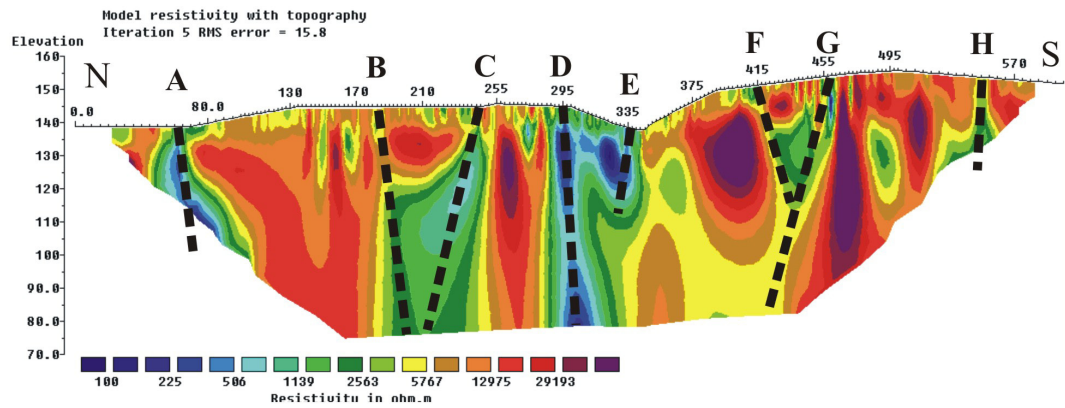 Model resistivity with topography
Iteration 5 RMS error = 15.8
Elevation
160
150
140
130
120
110
100
90.0
80.0
70.0
N A B C D E F G H S
0.0 80.0 130 170 210 255 295 335 375 415 455 495 570
100 225 506 1139 2563 5767 12975 29193
Resistivity in ohm.m